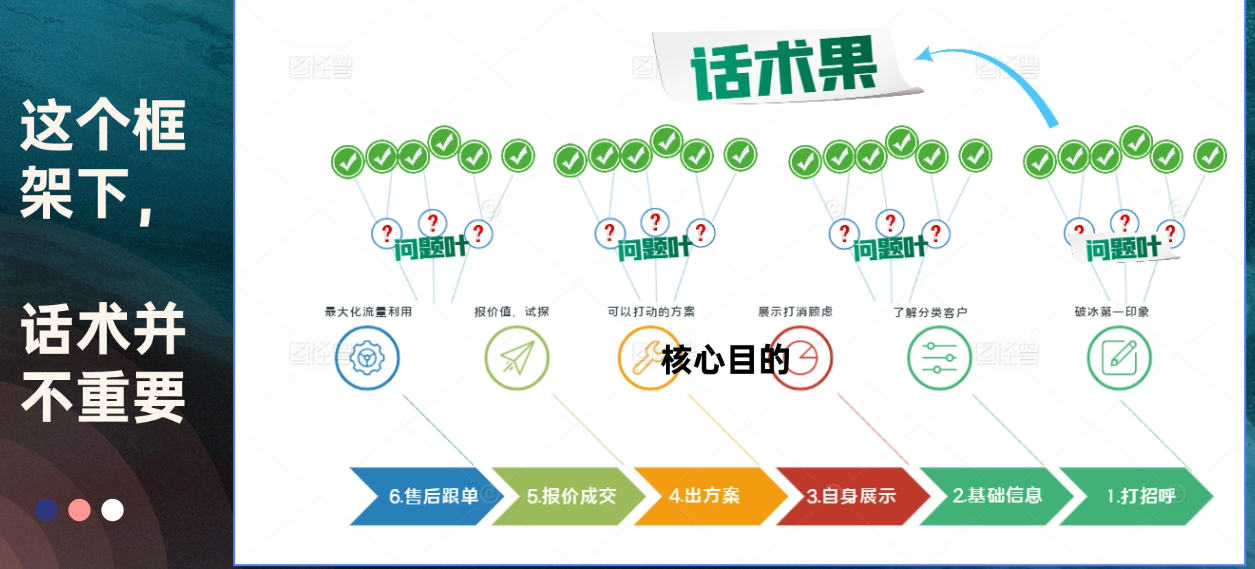 这个框
架下，
话术并
不重要
话术果
? ? ? ? ? ? ? ? ? ? ? ?
问题叶 问题叶 问题叶 问题叶
最大化流量利用 报价值，试探 可以打动的方案 展示打消顾虑 了解分类客户 破冰第一印象
核心目的
6.售后跟单 5.报价成交 4.出方案 3.自身展示 2.基础信息 1.打招呼
图怪兽